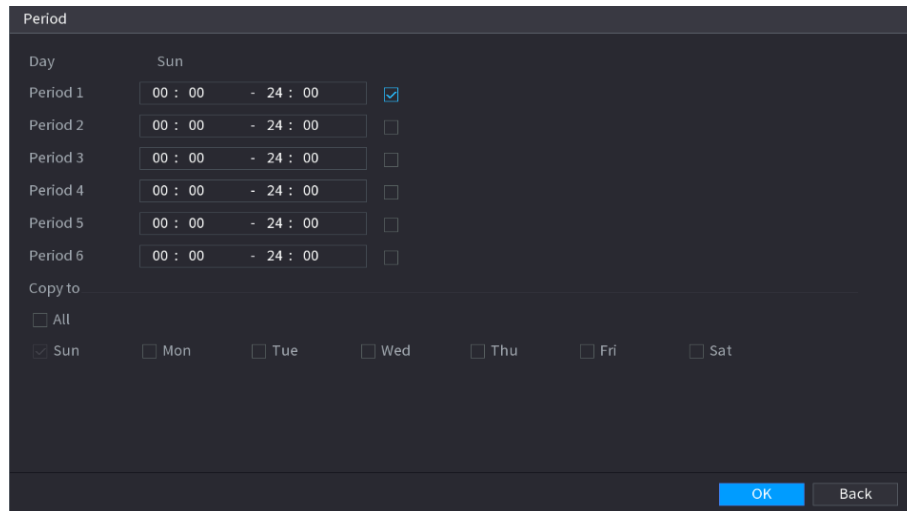 Period
Day Sun
Period 1 00 : 00 - 24 : 00
Period 2 00 : 00 - 24 : 00
Period 3 00 : 00 - 24 : 00
Period 4 00 : 00 - 24 : 00
Period 5 00 : 00 - 24 : 00
Period 6 00 : 00 - 24 : 00
Copy to
All
Sun Mon Tue Wed Thu Fri Sat
OK Back